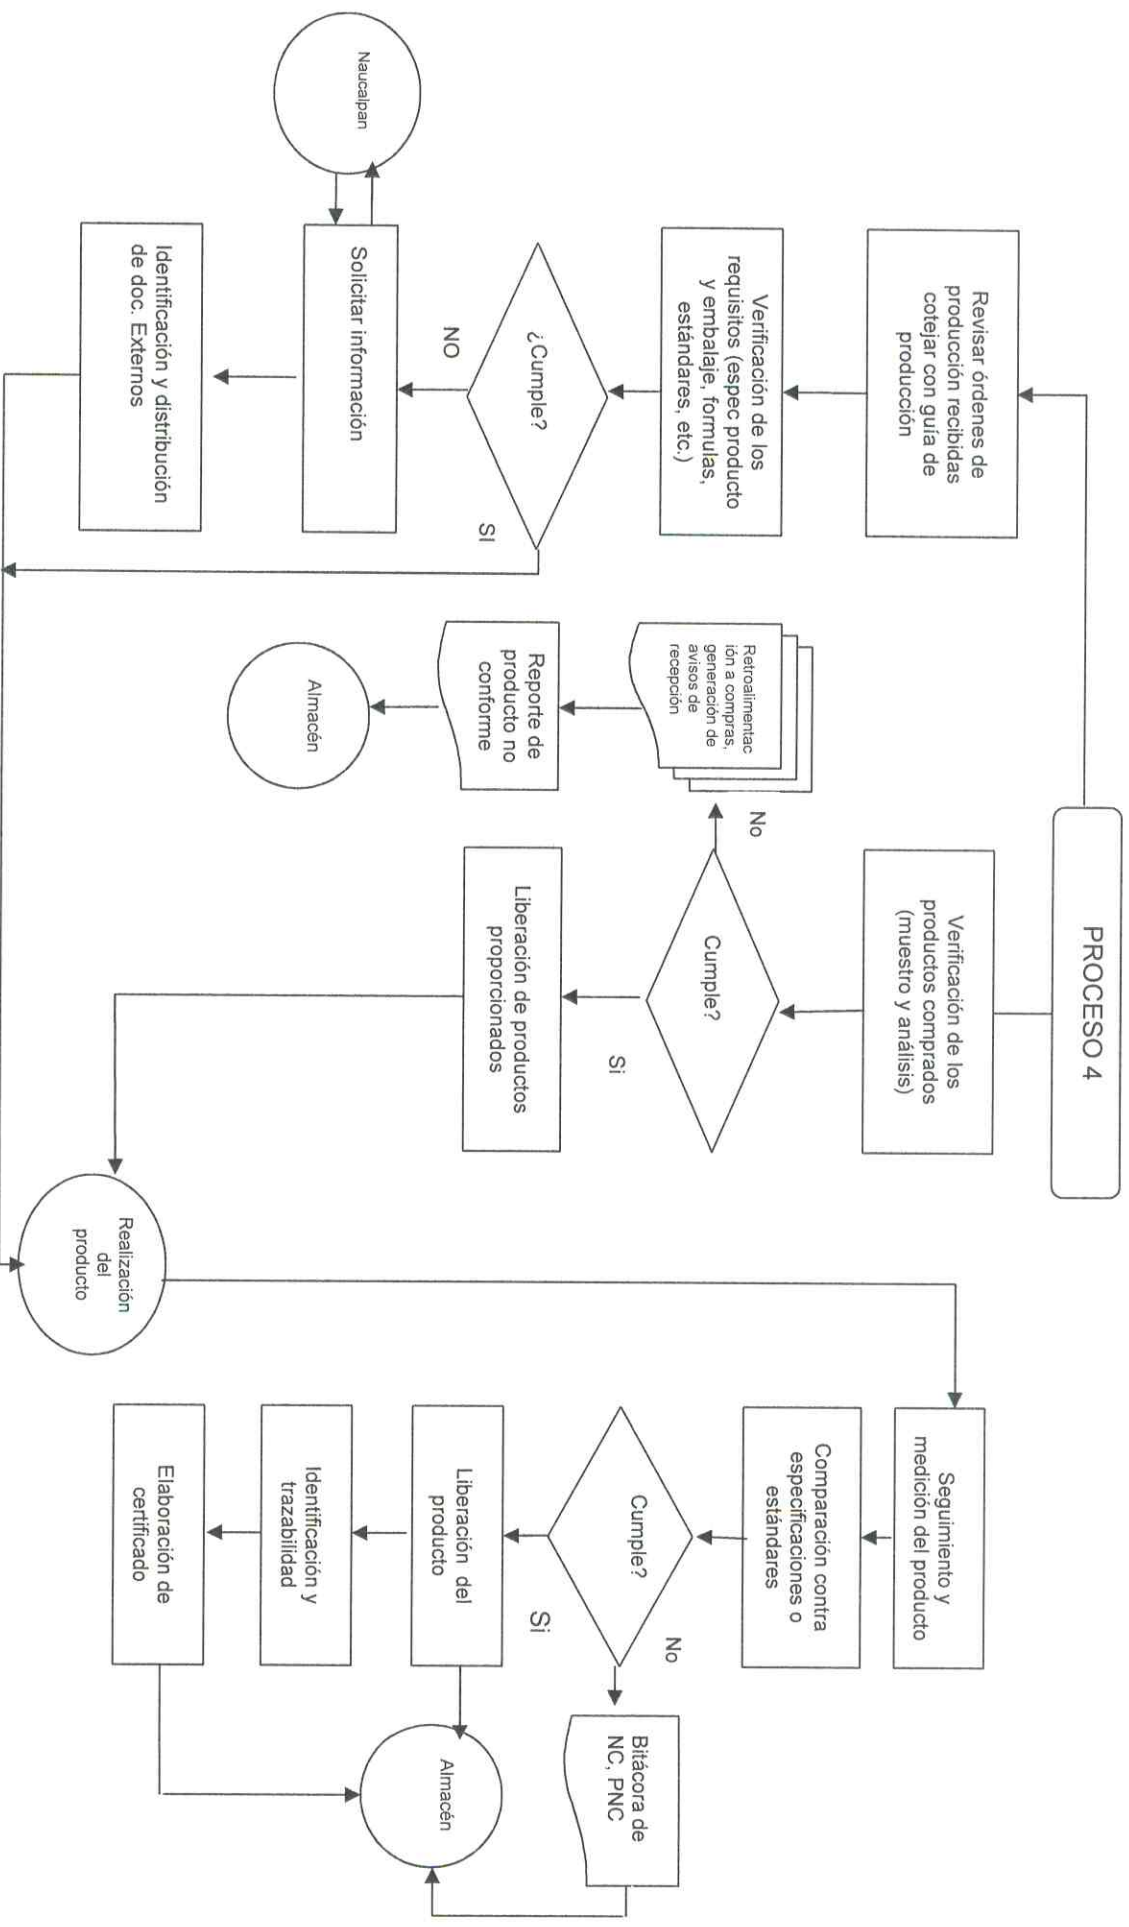 PROCESO 4
Revisar órdenes de
producción recibidas
cotejar con guía de
producción
Verificación de los
requisitos (espec producto
y embalaje, formulas,
estándares, etc.)
¿Cumple?
NO
SI
Solicitar información
Naucalpan
Identificación y distribución
de doc. Externos
Verificación de los
productos comprados
(muestro y análisis)
Cumple?
No
Si
Retroalimentac
ión a compras,
generación de
avisos de
recepción
Reporte de
producto no
conforme
Almacén
Liberación de productos
proporcionados
Realización
del
producto
Seguimiento y
medición del producto
Comparación contra
especificaciones o
estándares
Cumple?
No
Si
Bitácora de
NC, PNC
Liberación del
producto
Identificación y
trazabilidad
Elaboración de
certificado
Almacén